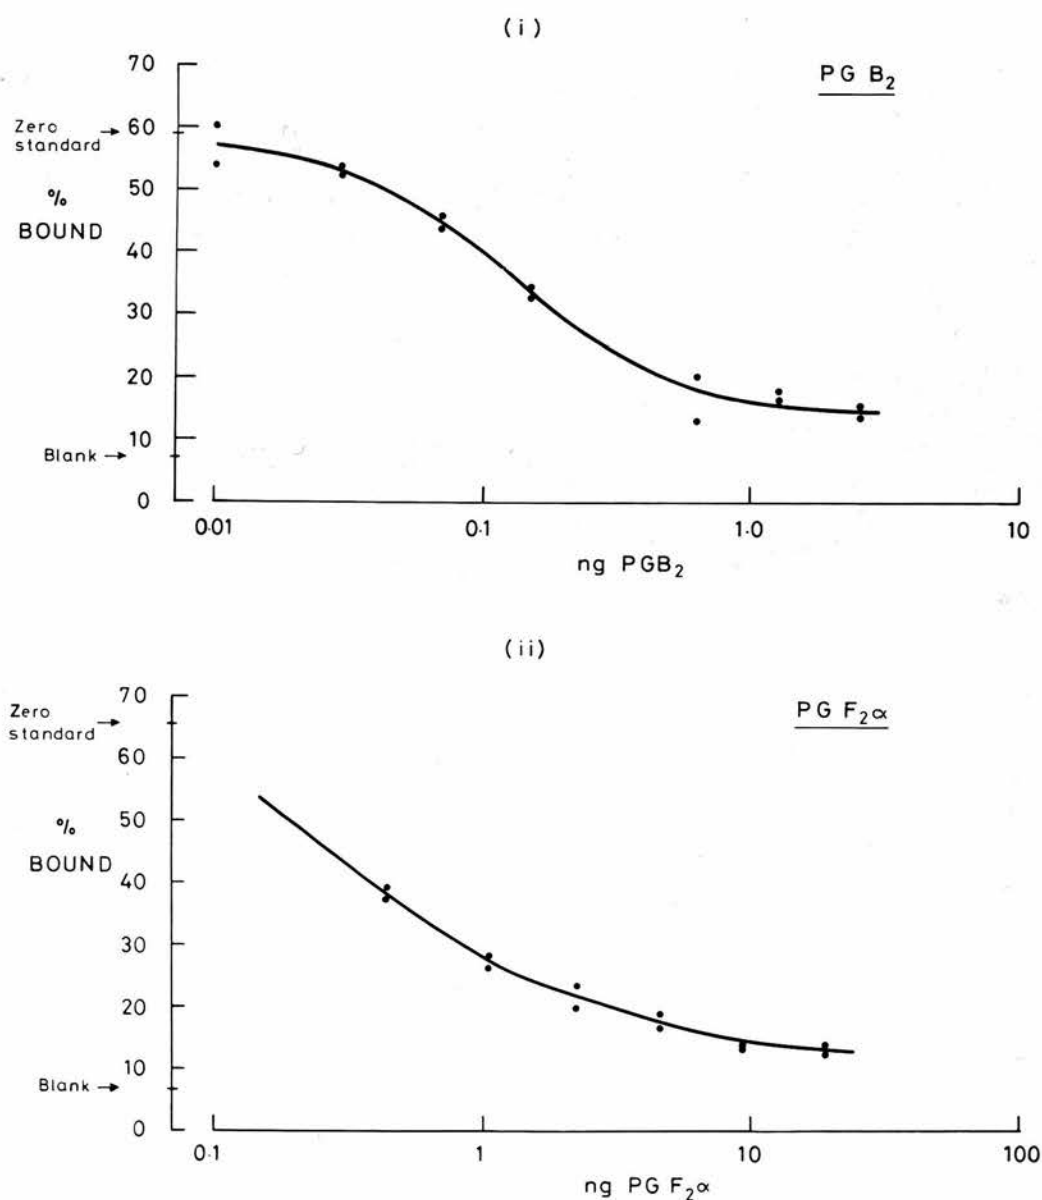 (i)
PG B₂
70
Zero standard →
60
50
%
BOUND
40
30
20
10
Blank →
0
0·01 0·1 1.0 10
ng PGB₂
(ii)
PG F₂α
70
Zero standard →
60
50
%
BOUND
40
30
20
10
Blank →
0
0·1 1 10 100
ng PG F₂α